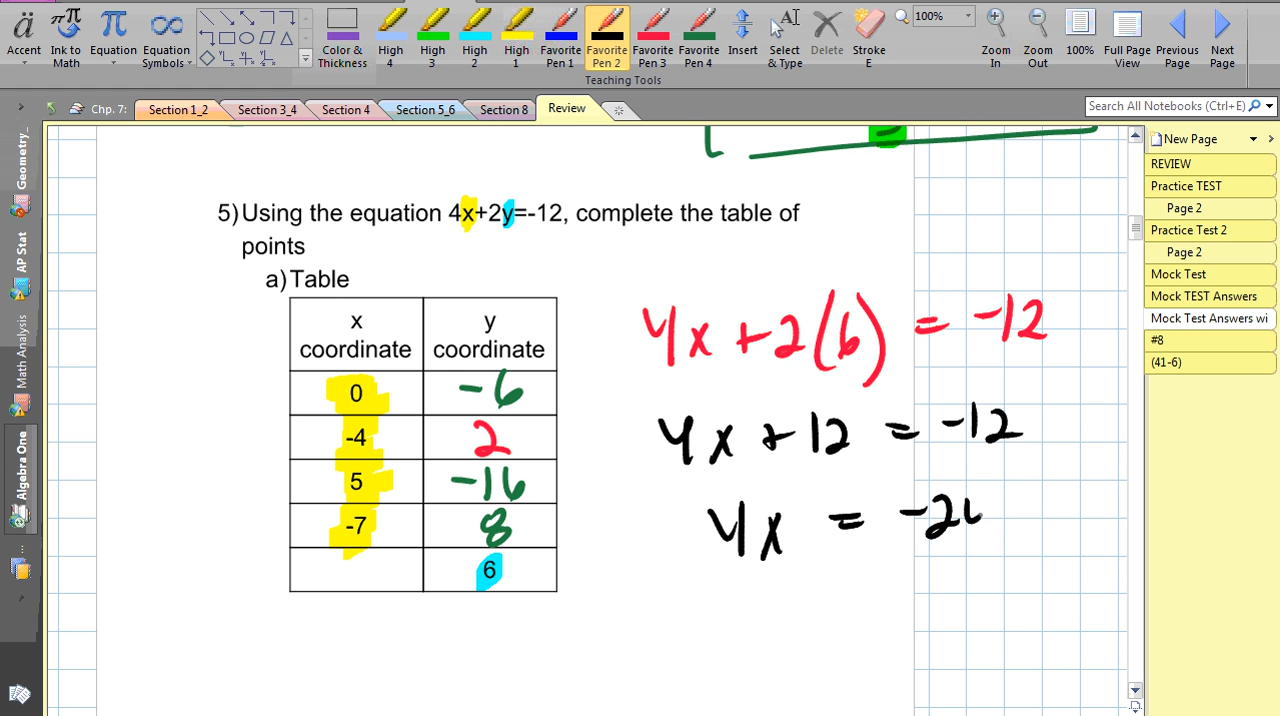 Accent
Ink to Math
Equation
Equation Symbols
Color & Thickness
High 4
High 3
High 2
High 1
Favorite Pen 1
Favorite Pen 2
Favorite Pen 3
Favorite Pen 4
Insert
Select & Type
Delete
Stroke E
100%
Zoom In
Zoom Out
100%
Full Page View
Previous Page
Next Page
Teaching Tools
Chp. 7:
Section 1_2
Section 3_4
Section 4
Section 5_6
Section 8
Review
Search All Notebooks (Ctrl+E)
Geometry
AP Stat
Math Analysis
Algebra One
5) Using the equation 4x+2y=-12, complete the table of
points
a) Table
x coordinate y coordinate
0 -6
-4 2
5 -16
-7 8
6
4x + 2(6) = -12
4x + 12 = -12
4x = -2
New Page
REVIEW
Practice TEST
Page 2
Practice Test 2
Page 2
Mock Test
Mock TEST Answers
Mock Test Answers wi
#8
(41-6)